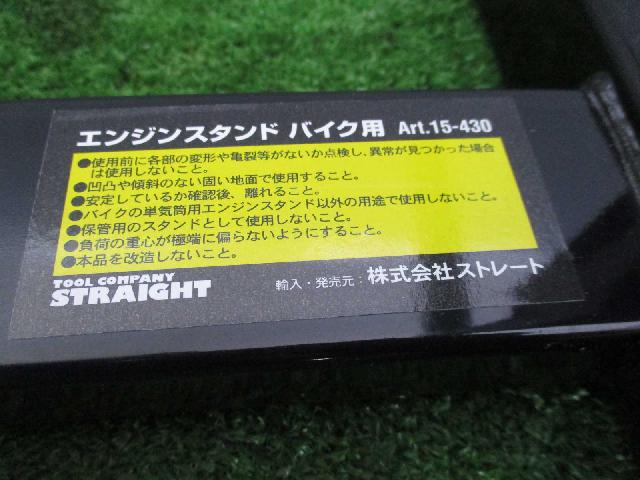 エンジンスタンド バイク用 Art.15-430
●使用前に各部の変形や亀裂等がないか点検し、異常が見つかった場合
は使用しないこと。
●凹凸や傾斜のない固い地面で使用すること。
●安定しているか確認後、離れること。
●バイクの単気筒用エンジンスタンド以外の用途で使用しないこと。
●保管用のスタンドとして使用しないこと。
●負荷の重心が極端に偏らないようにすること。
●本品を改造しないこと。
TOOL COMPANY
STRAIGHT
輸入・発売元：株式会社ストレート